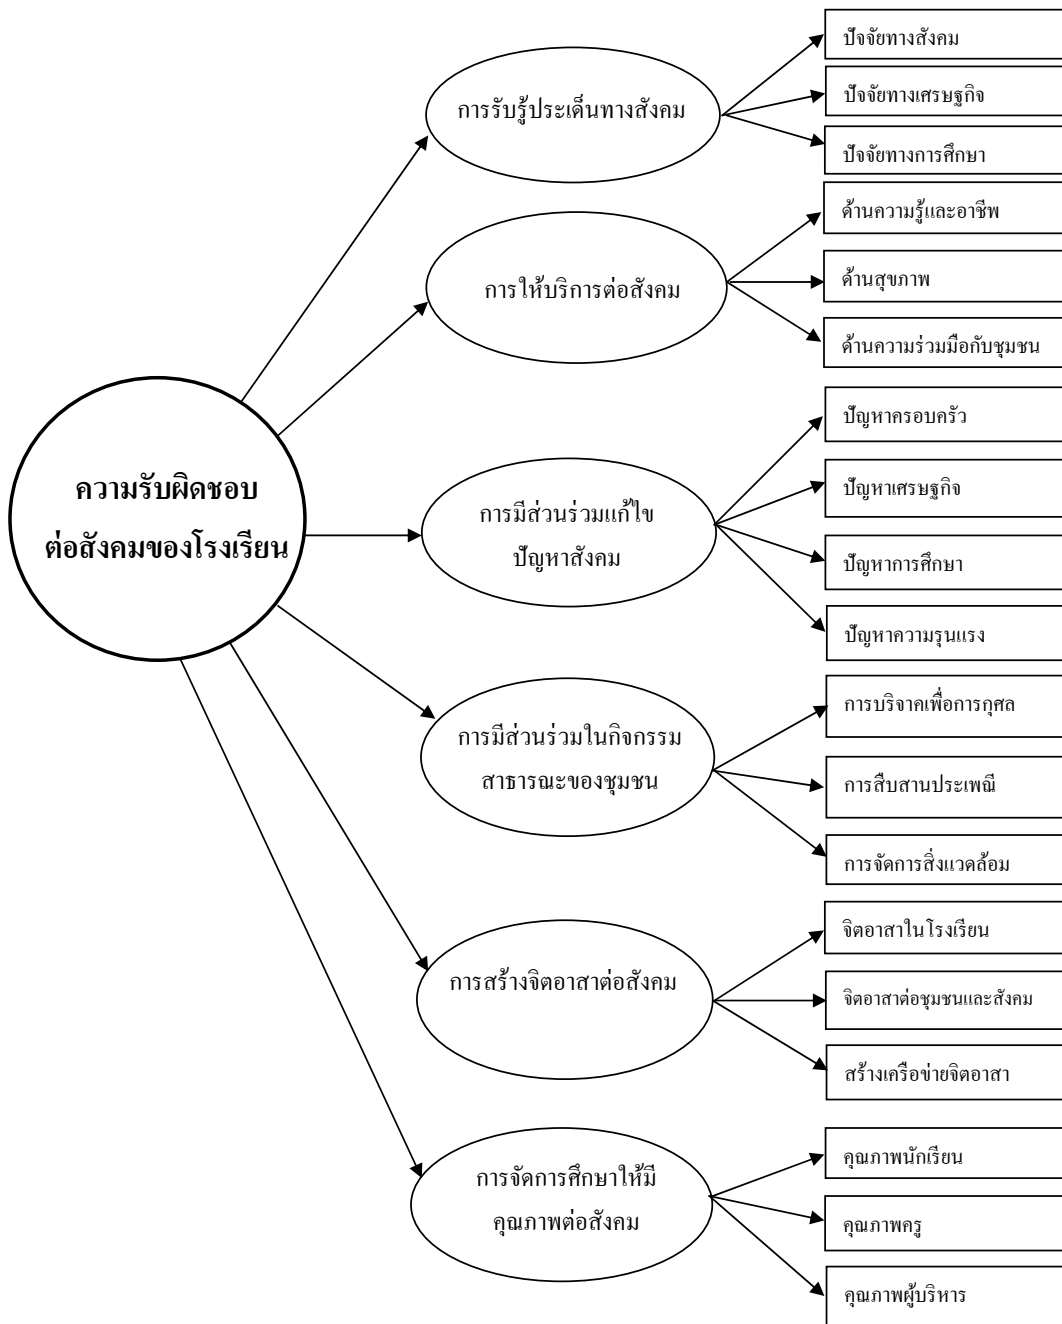 ความรับผิดชอบ
ต่อสังคมของโรงเรียน
การรับรู้ประเด็นทางสังคม
ปัจจัยทางสังคม
ปัจจัยทางเศรษฐกิจ
ปัจจัยทางการศึกษา
การให้บริการต่อสังคม
ด้านความรู้และอาชีพ
ด้านสุขภาพ
ด้านความร่วมมือกับชุมชน
การมีส่วนร่วมแก้ไข
ปัญหาสังคม
ปัญหาครอบครัว
ปัญหาเศรษฐกิจ
ปัญหาการศึกษา
ปัญหาความรุนแรง
การมีส่วนร่วมในกิจกรรม
สาธารณะของชุมชน
การบริจาคเพื่อการกุศล
การสืบสานประเพณี
การจัดการสิ่งแวดล้อม
การสร้างจิตอาสาต่อสังคม
จิตอาสาในโรงเรียน
จิตอาสาต่อชุมชนและสังคม
สร้างเครือข่ายจิตอาสา
การจัดการศึกษาให้มี
คุณภาพต่อสังคม
คุณภาพนักเรียน
คุณภาพครู
คุณภาพผู้บริหาร